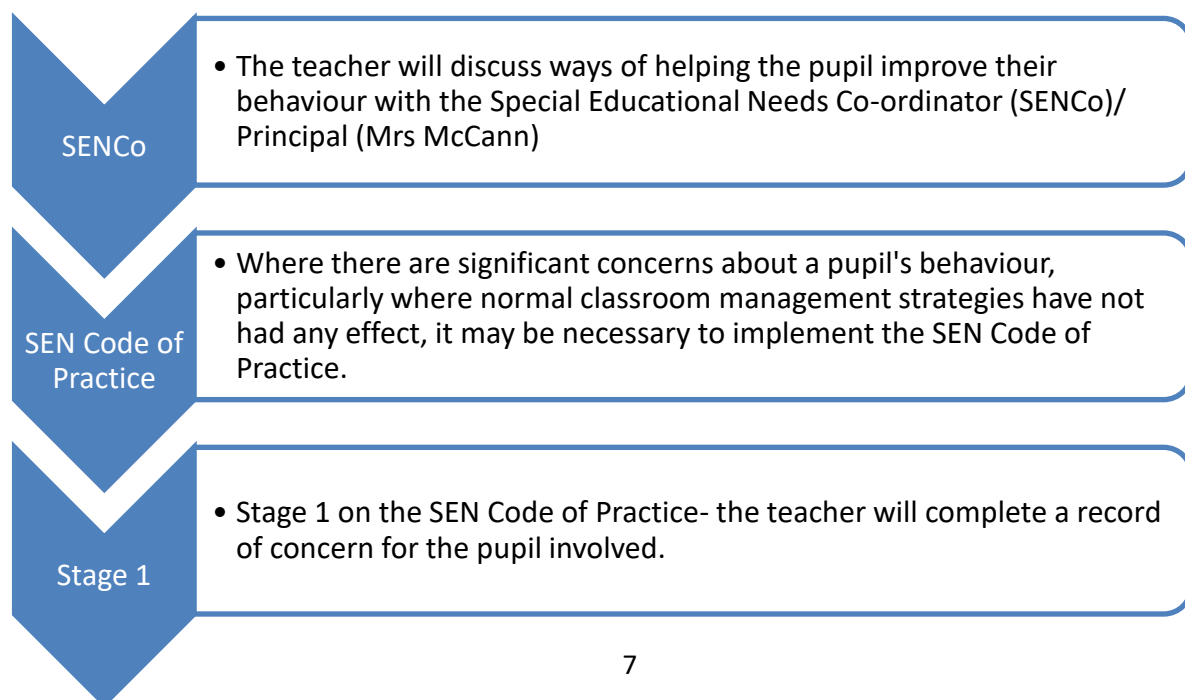 SENCo
• The teacher will discuss ways of helping the pupil improve their
behaviour with the Special Educational Needs Co-ordinator (SENCo)/
Principal (Mrs McCann)
SEN Code of
Practice
• Where there are significant concerns about a pupil's behaviour,
particularly where normal classroom management strategies have not
had any effect, it may be necessary to implement the SEN Code of
Practice.
Stage 1
• Stage 1 on the SEN Code of Practice- the teacher will complete a record
of concern for the pupil involved.
7